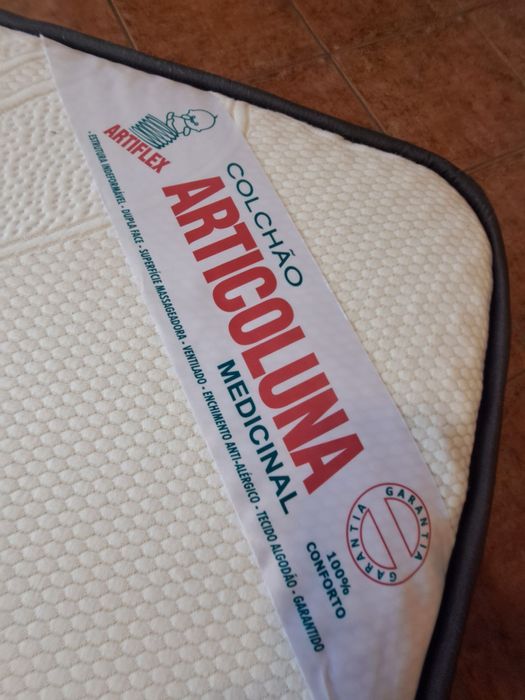 ARTIFLEX
COLCHÃO
ARTICOLUNA
MEDICINAL
- ESTRUTURA INDEFORMÁVEL - DUPLA FACE - SUPERFÍCIE MASSAGEADORA - VENTILADO - ENCHIMENTO ANTI-ALÉRGICO - TECIDO ALGODÃO - GARANTIDO
100%
CONFORTO
GARANTIA
GARANTIA